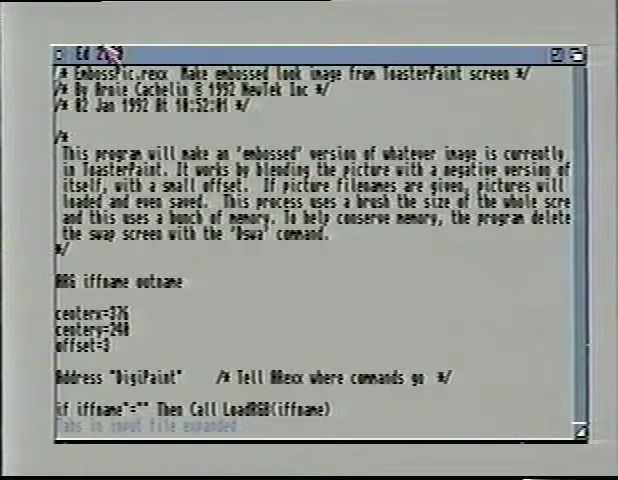 Ed
/* EmbossPic.rexx  Make embossed look image from ToasterPaint screen */
/* By Arnie Cachelin © 1992 NewTek Inc */
/* 02 Jan 1992 At 10:52:01 */
/*
This program will make an 'embossed' version of whatever image is currently
in ToasterPaint. It works by blending the picture with a negative version of
itself, with a small offset.  If picture filenames are given, pictures will
loaded and even saved.  This process uses a brush the size of the whole scre
and this uses a bunch of memory. To help conserve memory, the program delete
the swap screen with the 'Dswa' command.
*/
ARG iffname outname
centerx=376
centery=240
offset=3
Address "DigiPaint"    /* Tell ARexx where commands go  */
if iffname~="" Then Call LoadRGB(iffname)
Tabs in input file expanded